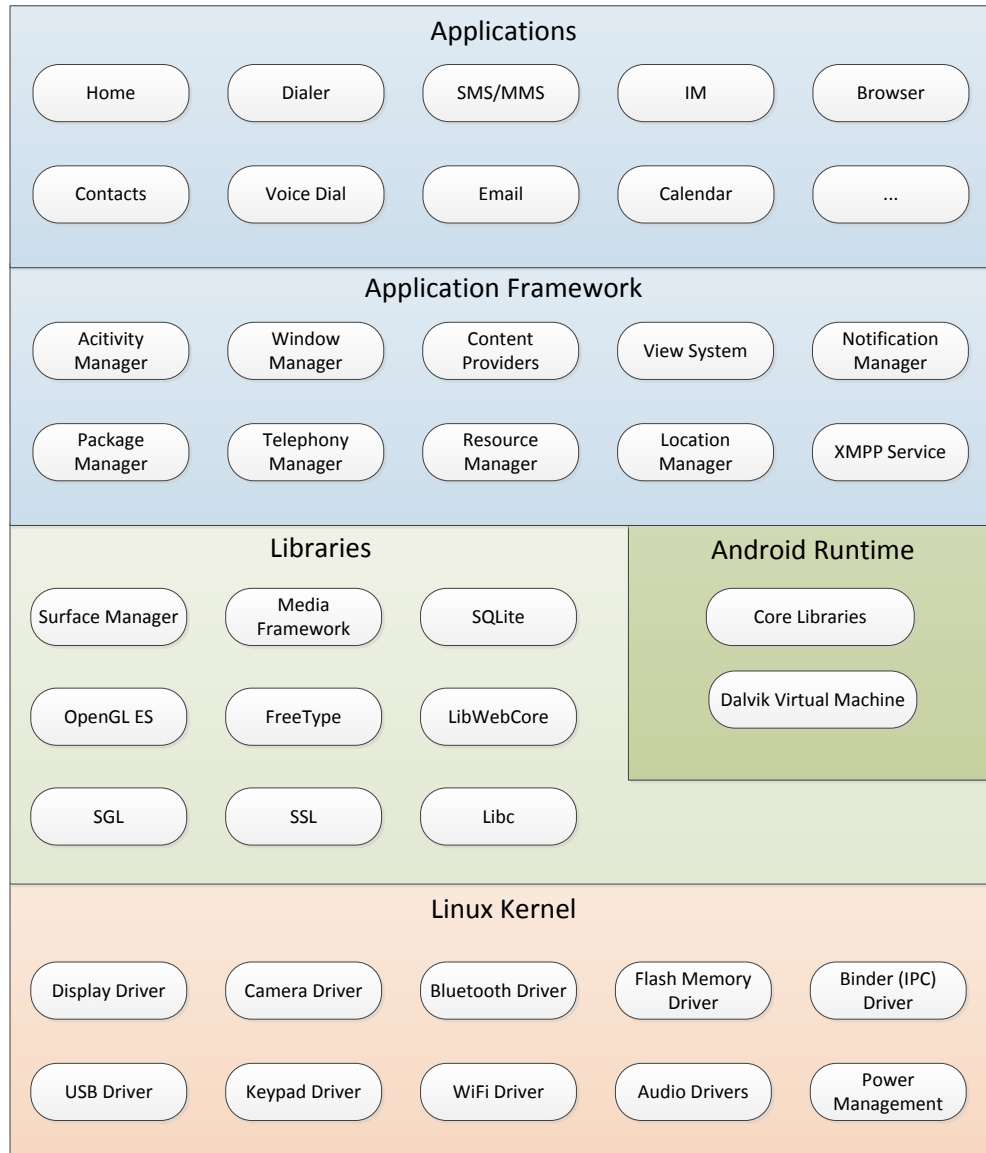 Applications
Home
Dialer
SMS/MMS
IM
Browser
Contacts
Voice Dial
Email
Calendar
...
Application Framework
Acitivity
Manager
Window
Manager
Content
Providers
View System
Notification
Manager
Package
Manager
Telephony
Manager
Resource
Manager
Location
Manager
XMPP Service
Libraries
Surface Manager
Media
Framework
SQLite
OpenGL ES
FreeType
LibWebCore
SGL
SSL
Libc
Android Runtime
Core Libraries
Dalvik Virtual Machine
Linux Kernel
Display Driver
Camera Driver
Bluetooth Driver
Flash Memory
Driver
Binder (IPC)
Driver
USB Driver
Keypad Driver
WiFi Driver
Audio Drivers
Power
Management